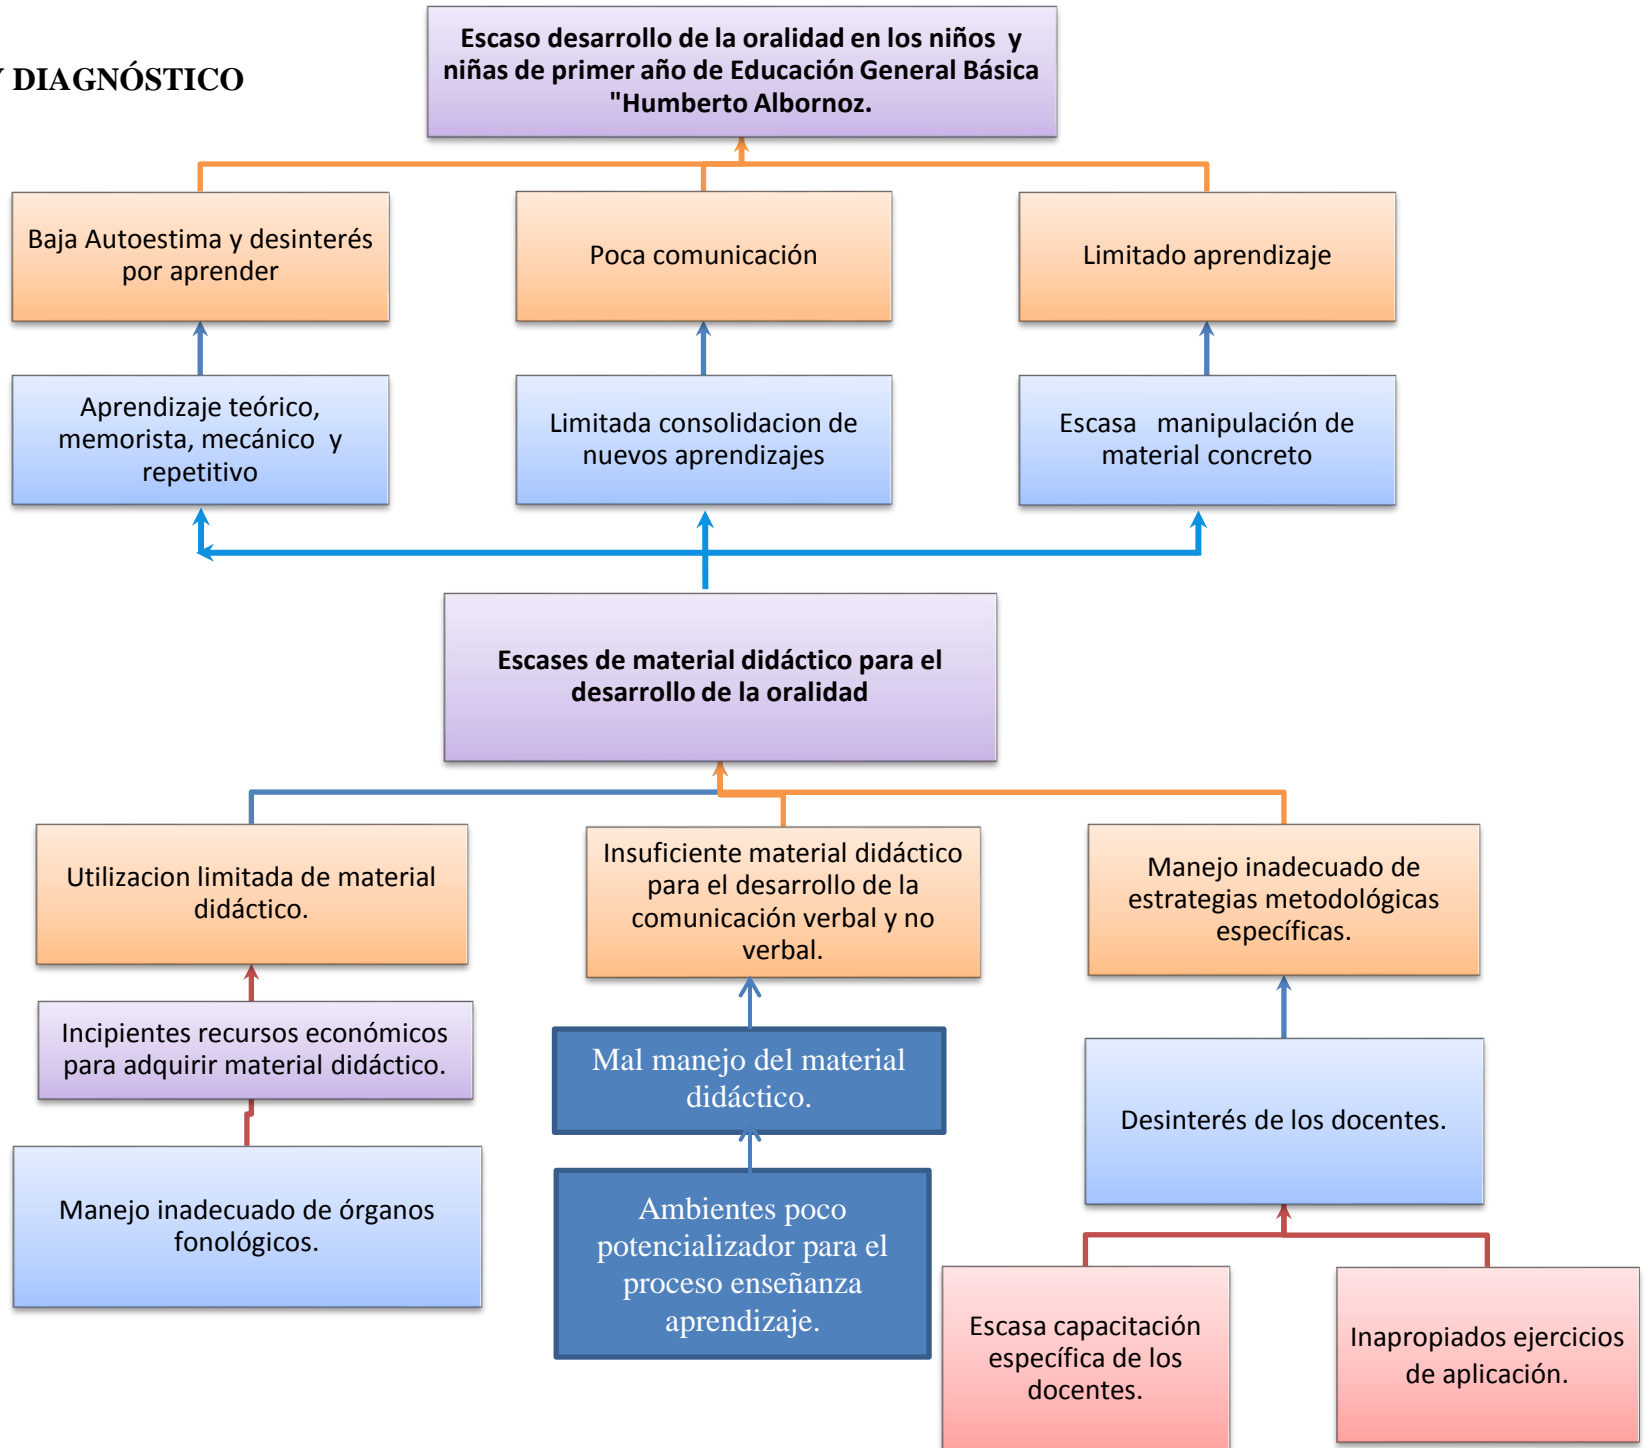 Y DIAGNÓSTICO
Escaso desarrollo de la oralidad en los niños y
niñas de primer año de Educación General Básica
"Humberto Albornoz.
Baja Autoestima y desinterés
por aprender
Poca comunicación
Limitado aprendizaje
Aprendizaje teórico,
memorista, mecánico y
repetitivo
Limitada consolidacion de
nuevos aprendizajes
Escasa manipulación de
material concreto
Escases de material didáctico para el
desarrollo de la oralidad
Utilizacion limitada de material
didáctico.
Insuficiente material didáctico
para el desarrollo de la
comunicación verbal y no
verbal.
Manejo inadecuado de
estrategias metodológicas
específicas.
Incipientes recursos económicos
para adquirir material didáctico.
Mal manejo del material
didáctico.
Desinterés de los docentes.
Manejo inadecuado de órganos
fonológicos.
Ambientes poco
potencializador para el
proceso enseñanza
aprendizaje.
Escasa capacitación
específica de los
docentes.
Inapropiados ejercicios
de aplicación.